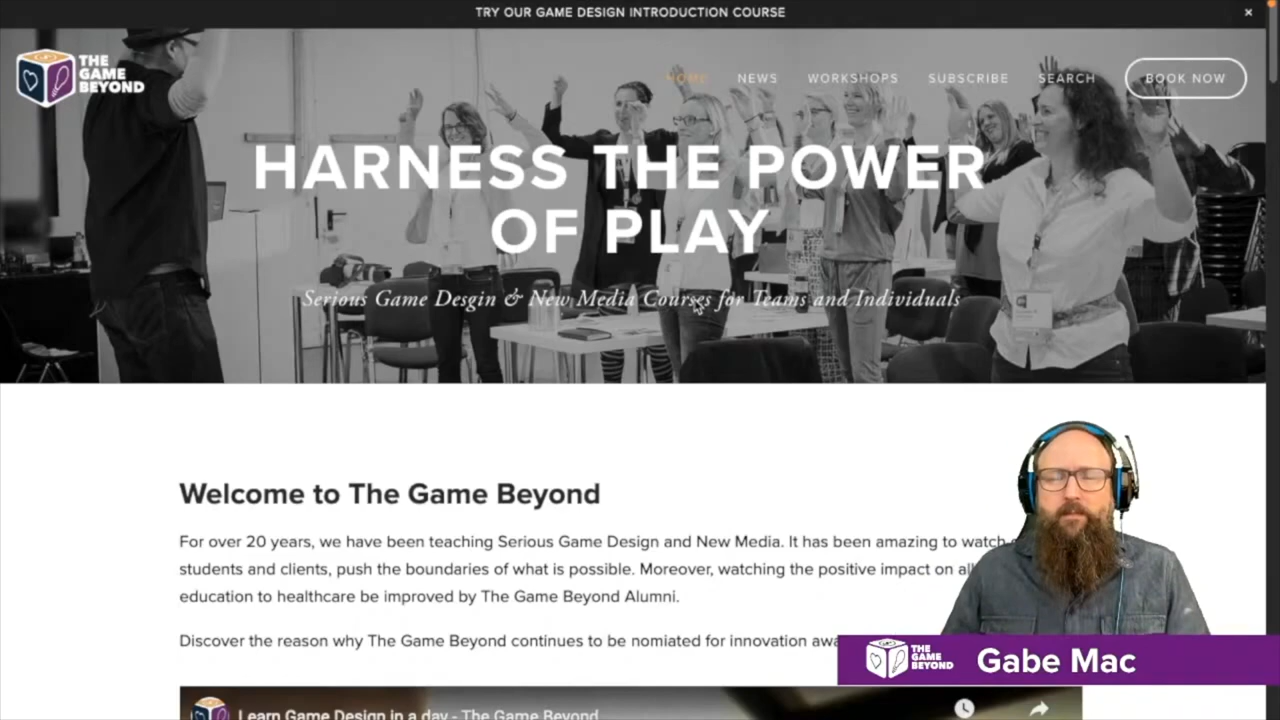 TRY OUR GAME DESIGN INTRODUCTION COURSE
×
THE
GAME
BEYOND
HOME NEWS WORKSHOPS SUBSCRIBE SEARCH BOOK NOW
HARNESS THE POWER
OF PLAY
Serious Game Desgin & New Media Courses for Teams and Individuals
Welcome to The Game Beyond
For over 20 years, we have been teaching Serious Game Design and New Media. It has been amazing to watch
students and clients, push the boundaries of what is possible. Moreover, watching the positive impact on
education to healthcare be improved by The Game Beyond Alumni.
Discover the reason why The Game Beyond continues to be nomiated for innovation
THE
GAME
BEYOND
Gabe Mac
Learn Game Design in a day - The Game Beyond